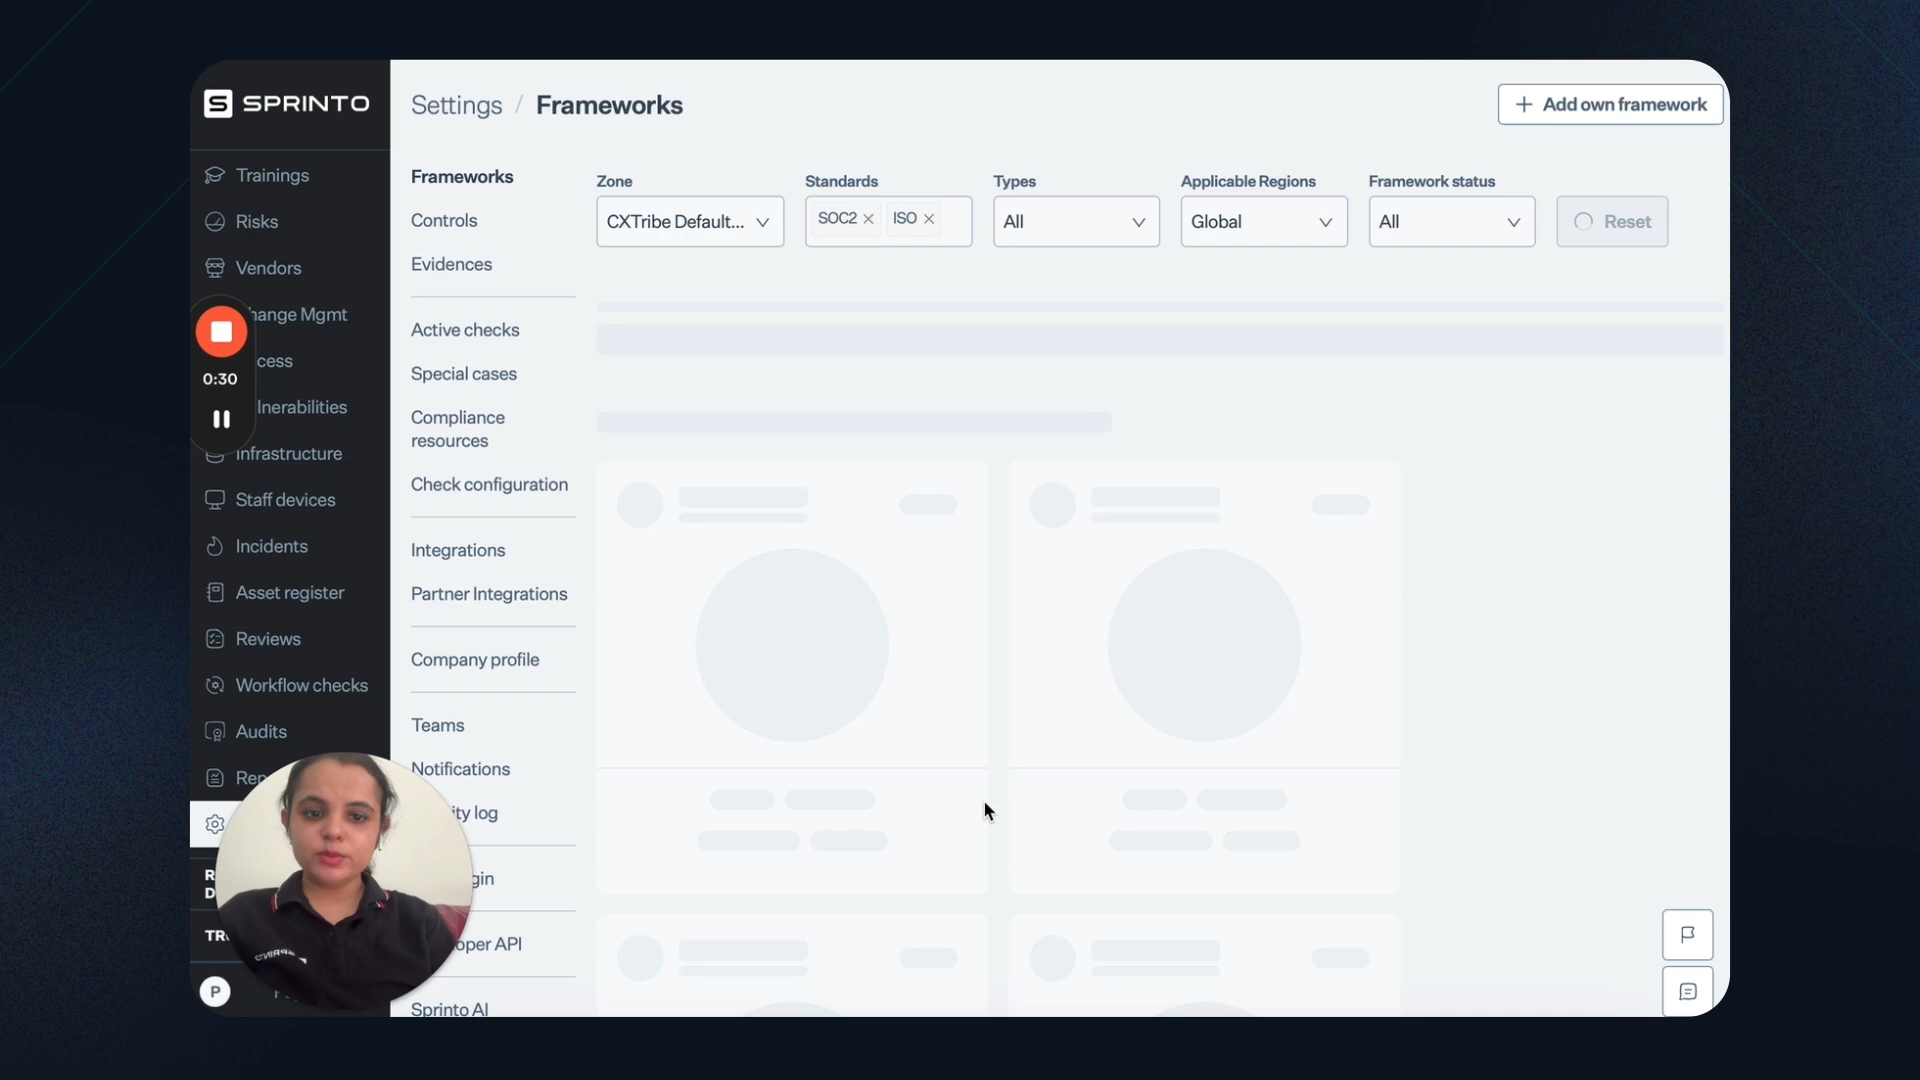 SPRINTO
Settings / Frameworks
+ Add own framework
Trainings
Risks
Vendors
hange Mgmt
cess
lnerabilities
Infrastructure
Staff devices
Incidents
Asset register
Reviews
Workflow checks
Audits
Rep
R
D
TR
P
0:30
Frameworks
Controls
Evidences
Active checks
Special cases
Compliance
resources
Check configuration
Integrations
Partner Integrations
Company profile
Teams
Notifications
ity log
gin
oper API
Sprinto AI
Zone
CXTribe Default...
Standards
SOC2 × ISO ×
Types
All
Applicable Regions
Global
Framework status
All
Reset